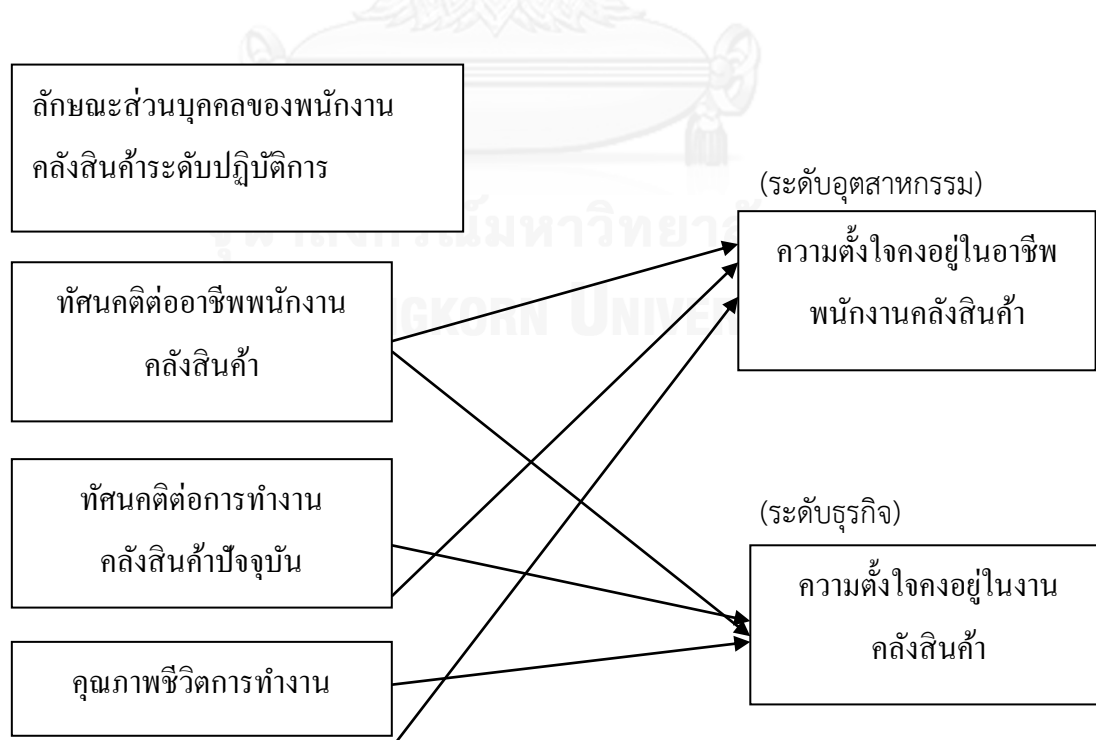 ลักษณะส่วนบุคคลของพนักงาน
คลังสินค้าระดับปฏิบัติการ
(ระดับอุตสาหกรรม)
ความตั้งใจคงอยู่ในอาชีพ
พนักงานคลังสินค้า
ทัศนคติต่ออาชีพพนักงาน
คลังสินค้า
ทัศนคติต่อการทำงาน
คลังสินค้าปัจจุบัน
(ระดับธุรกิจ)
ความตั้งใจคงอยู่ในงาน
คลังสินค้า
คุณภาพชีวิตการทำงาน